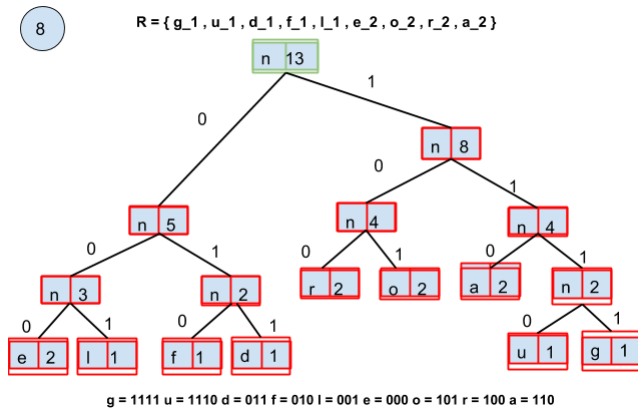 8
R = { g_1 , u_1 , d_1 , f_1 , l_1 , e_2 , o_2 , r_2 , a_2 }
n 13
0 1
n 8
0 1
n 5 n 4 n 4
0 1 0 1 0 1
n 3 n 2 r 2 o 2 a 2 n 2
0 1 0 1 0 1
e 2 l 1 f 1 d 1 u 1 g 1
g = 1111 u = 1110 d = 011 f = 010 l = 001 e = 000 o = 101 r = 100 a = 110